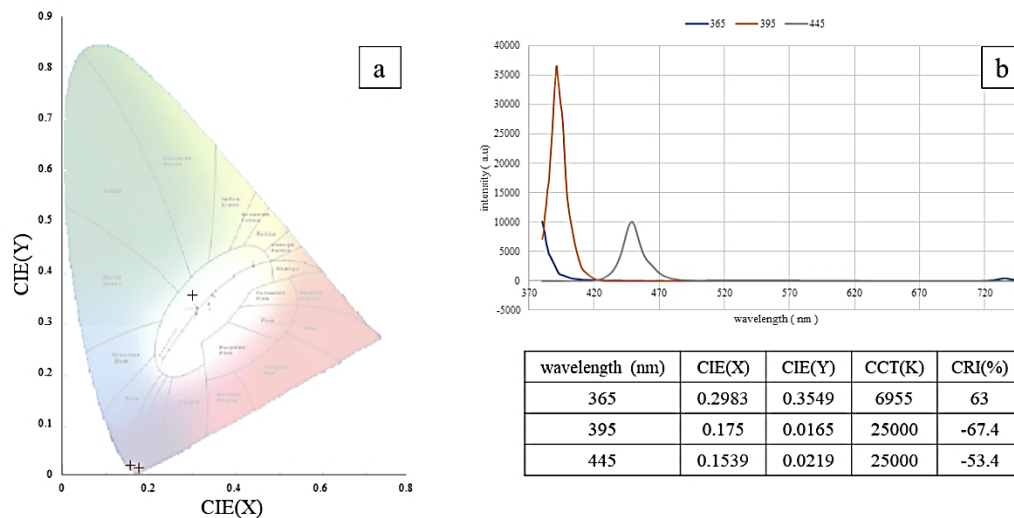 a
0.9
0.8
0.7
0.6
0.5
0.4
0.3
0.2
0.1
0
CIE(Y)
0 0.2 0.4 0.6 0.8
CIE(X)
365 395 445
b
40000
35000
30000
25000
20000
15000
10000
5000
0
-5000
intensity ( a.u)
370 420 470 520 570 620 670 720
wavelength ( nm )
wavelength (nm) CIE(X) CIE(Y) CCT(K) CRI(%)
365 0.2983 0.3549 6955 63
395 0.175 0.0165 25000 -67.4
445 0.1539 0.0219 25000 -53.4